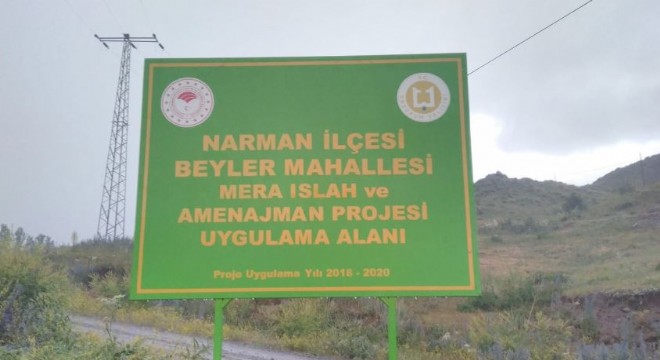 NARMAN İLÇESİ
BEYLER MAHALLESİ
MERA ISLAH ve
AMENAJMAN PROJESİ
UYGULAMA ALANI
Proje Uygulama Yılı 2018 - 2020